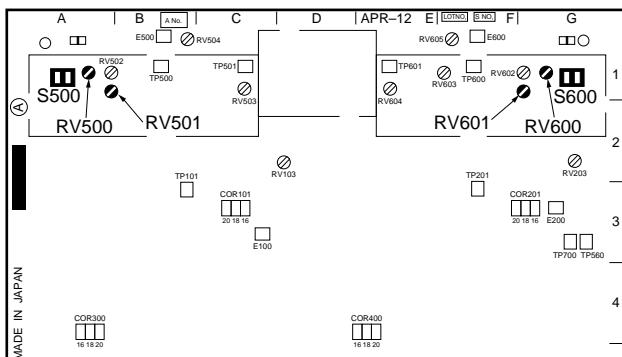 A B A No. C D APR–12 E LOTNO. S NO. F G
E500 RV504 RV605 E600
RV502 TP500 TP501 TP601 RV603 TP600 RV602
1
S500 RV503 RV604 S600
A
RV500 RV501 RV601 RV600
2
RV103 RV203
TP101 COR101 TP201 COR201
20 18 16 20 18 16
E100 E200
3
TP700 TP560
MADE IN JAPAN
4
COR300 COR400
16 18 20 16 18 20